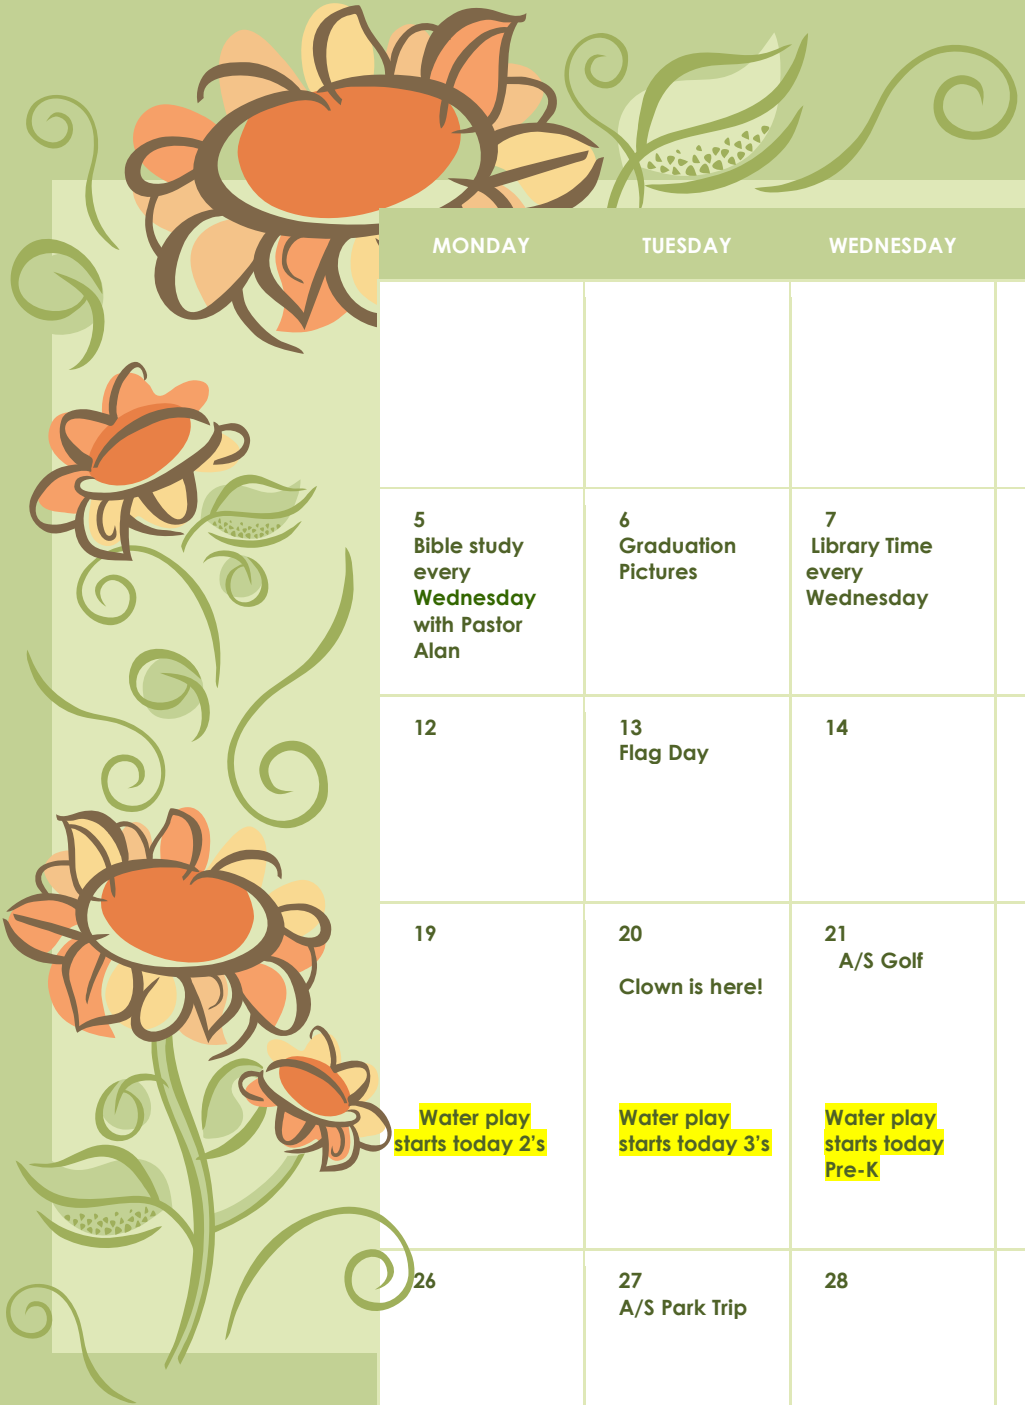 MONDAY
TUESDAY
WEDNESDAY
5
Bible study
every
Wednesday
with Pastor
Alan
6
Graduation
Pictures
7
Library Time
every
Wednesday
12
13
Flag Day
14
19
Water play
starts today 2's
20
Clown is here!
Water play
starts today 3’s
21
A/S Golf
Water play
starts today
Pre-K
26
27
A/S Park Trip
28